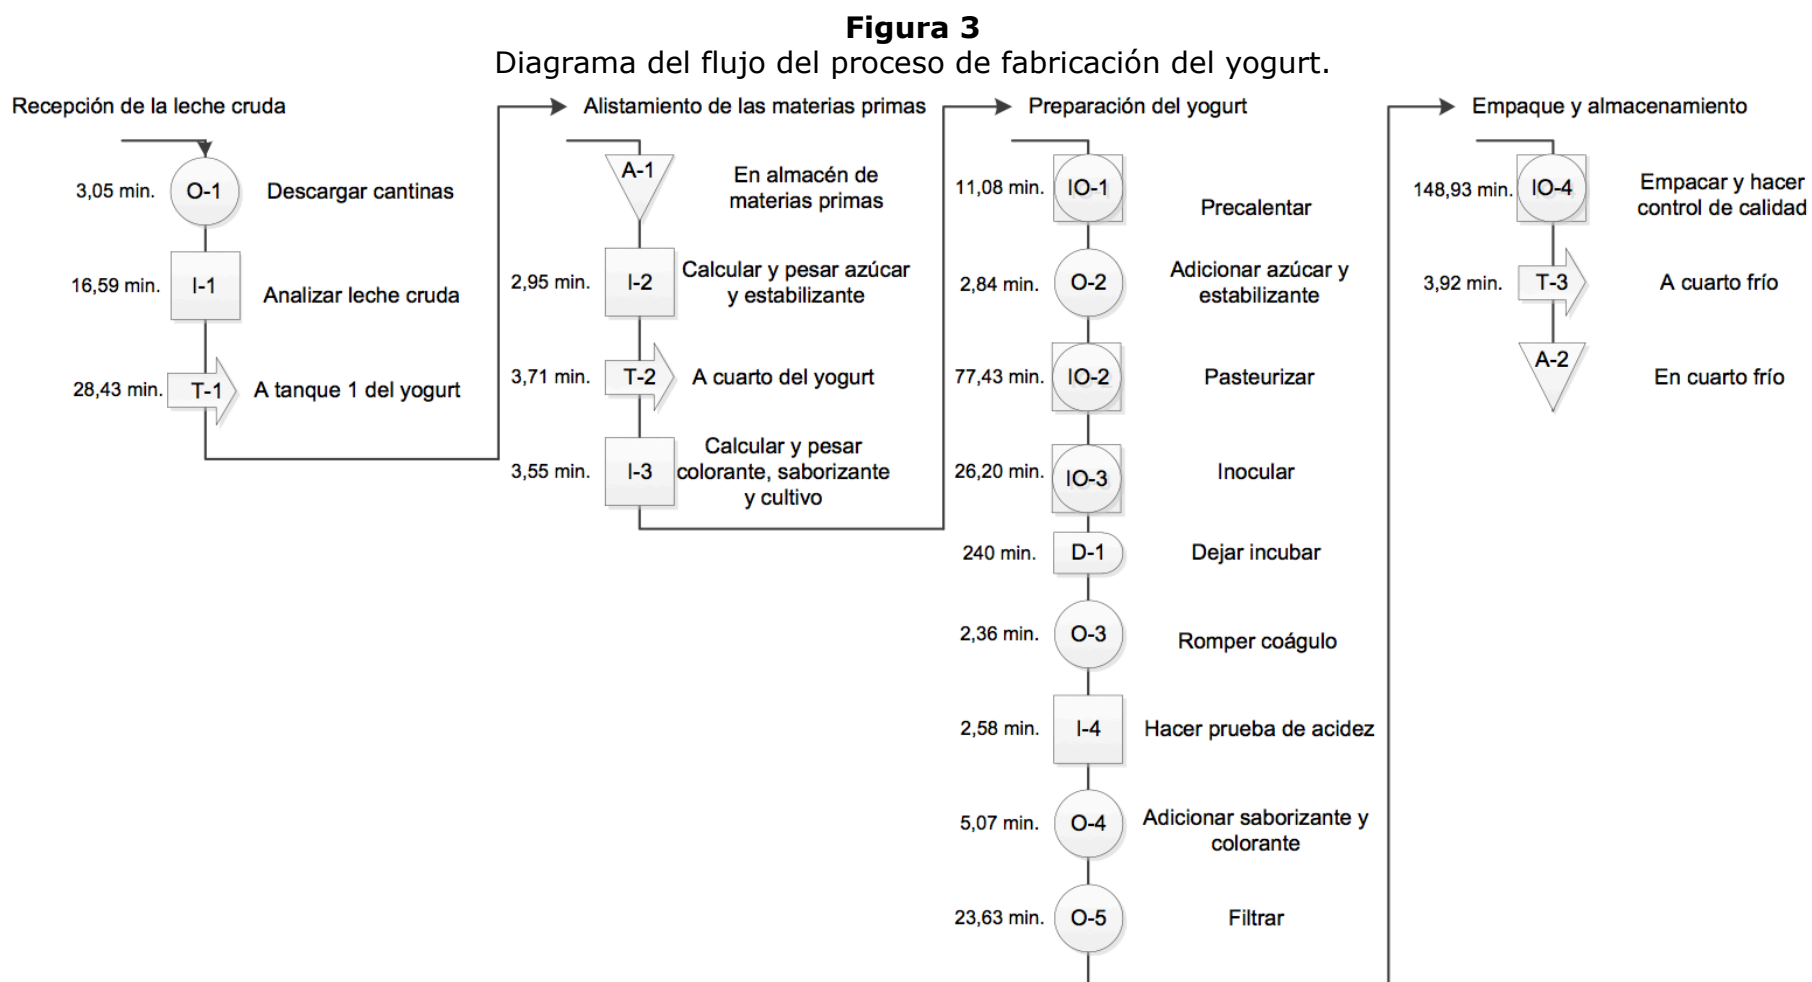 Figura 3
Diagrama del flujo del proceso de fabricación del yogurt.
Recepción de la leche cruda
3,05 min.
O-1
Descargar cantinas
16,59 min.
I-1
Analizar leche cruda
28,43 min.
T-1
A tanque 1 del yogurt
Alistamiento de las materias primas
A-1
En almacén de
materias primas
2,95 min.
I-2
Calcular y pesar azúcar
y estabilizante
3,71 min.
T-2
A cuarto del yogurt
3,55 min.
I-3
Calcular y pesar
colorante, saborizante
y cultivo
Preparación del yogurt
11,08 min.
IO-1
Precalentar
2,84 min.
O-2
Adicionar azúcar y
estabilizante
77,43 min.
IO-2
Pasteurizar
26,20 min.
IO-3
Inocular
240 min.
D-1
Dejar incubar
2,36 min.
O-3
Romper coágulo
2,58 min.
I-4
Hacer prueba de acidez
5,07 min.
O-4
Adicionar saborizante y
colorante
23,63 min.
O-5
Filtrar
Empaque y almacenamiento
148,93 min.
IO-4
Empacar y hacer
control de calidad
3,92 min.
T-3
A cuarto frío
A-2
En cuarto frío